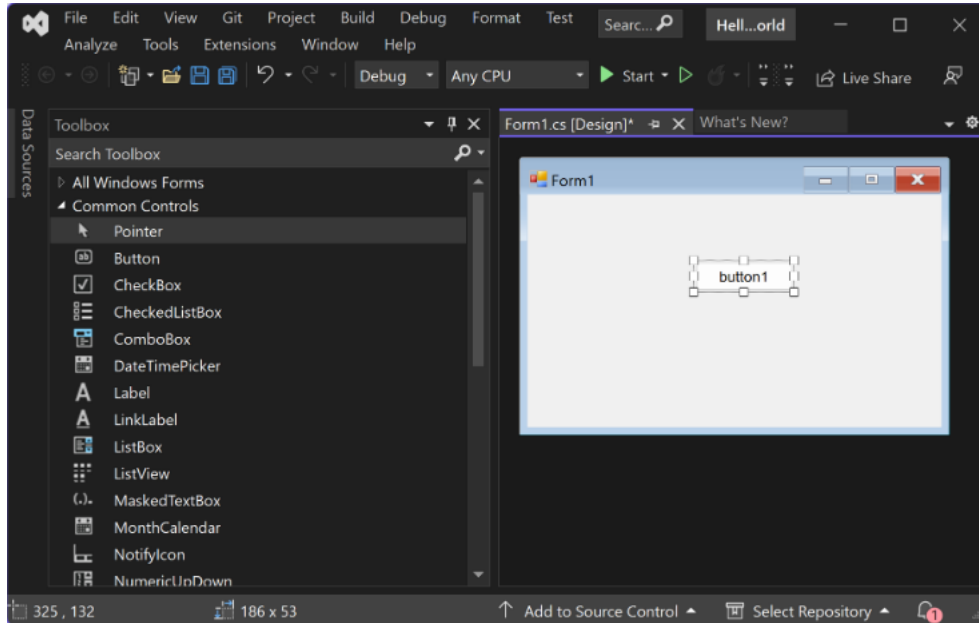 File Edit View Git Project Build Debug Format Test Searc... Hell...orld
Analyze Tools Extensions Window Help
Debug Any CPU Start Live Share
Data Sources
Toolbox
Search Toolbox
All Windows Forms
Common Controls
Pointer
ab Button
CheckBox
CheckedListBox
ComboBox
DateTimePicker
A Label
A LinkLabel
ListBox
ListView
(.). MaskedTextBox
MonthCalendar
NotifyIcon
NumericUpDown
Form1.cs [Design]* What's New?
Form1
button1
325 , 132 186 x 53 Add to Source Control Select Repository 1